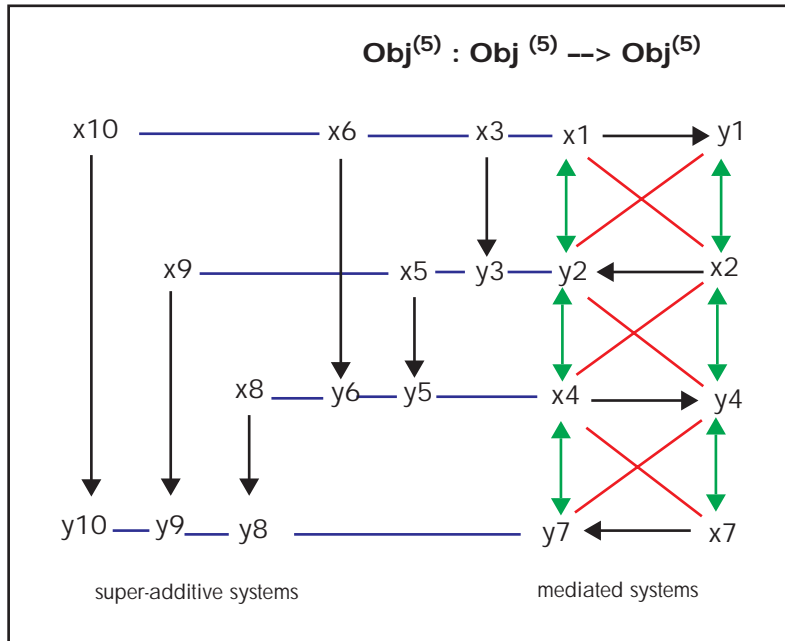 Obj(5) : Obj (5) —> Obj(5)
x10 x6 x3 x1 y1
x9 x5 y3 y2 x2
x8 y6 y5 x4 y4
y10 y9 y8 y7 x7
super-additive systems mediated systems